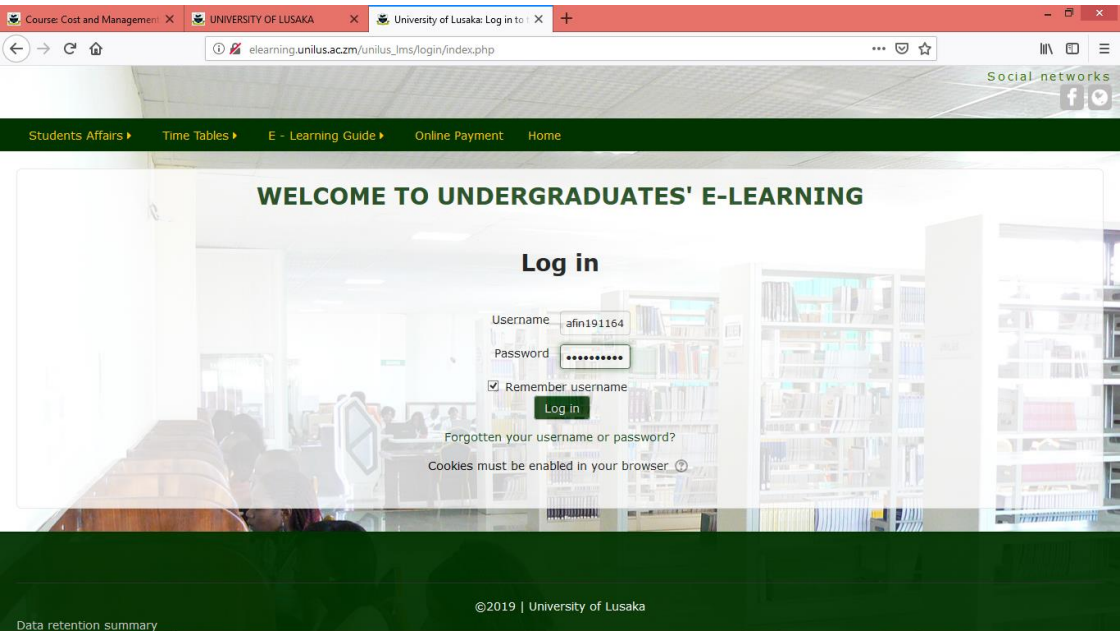 Course: Cost and Management
UNIVERSITY OF LUSAKA
University of Lusaka: Log in to t
elearning.unilus.ac.zm/unilus_lms/login/index.php
Social networks
Students Affairs
Time Tables
E - Learning Guide
Online Payment
Home
WELCOME TO UNDERGRADUATES' E-LEARNING
Log in
Username afin191164
Password ••••••••••
Remember username
Log in
Forgotten your username or password?
Cookies must be enabled in your browser
©2019 | University of Lusaka
Data retention summary